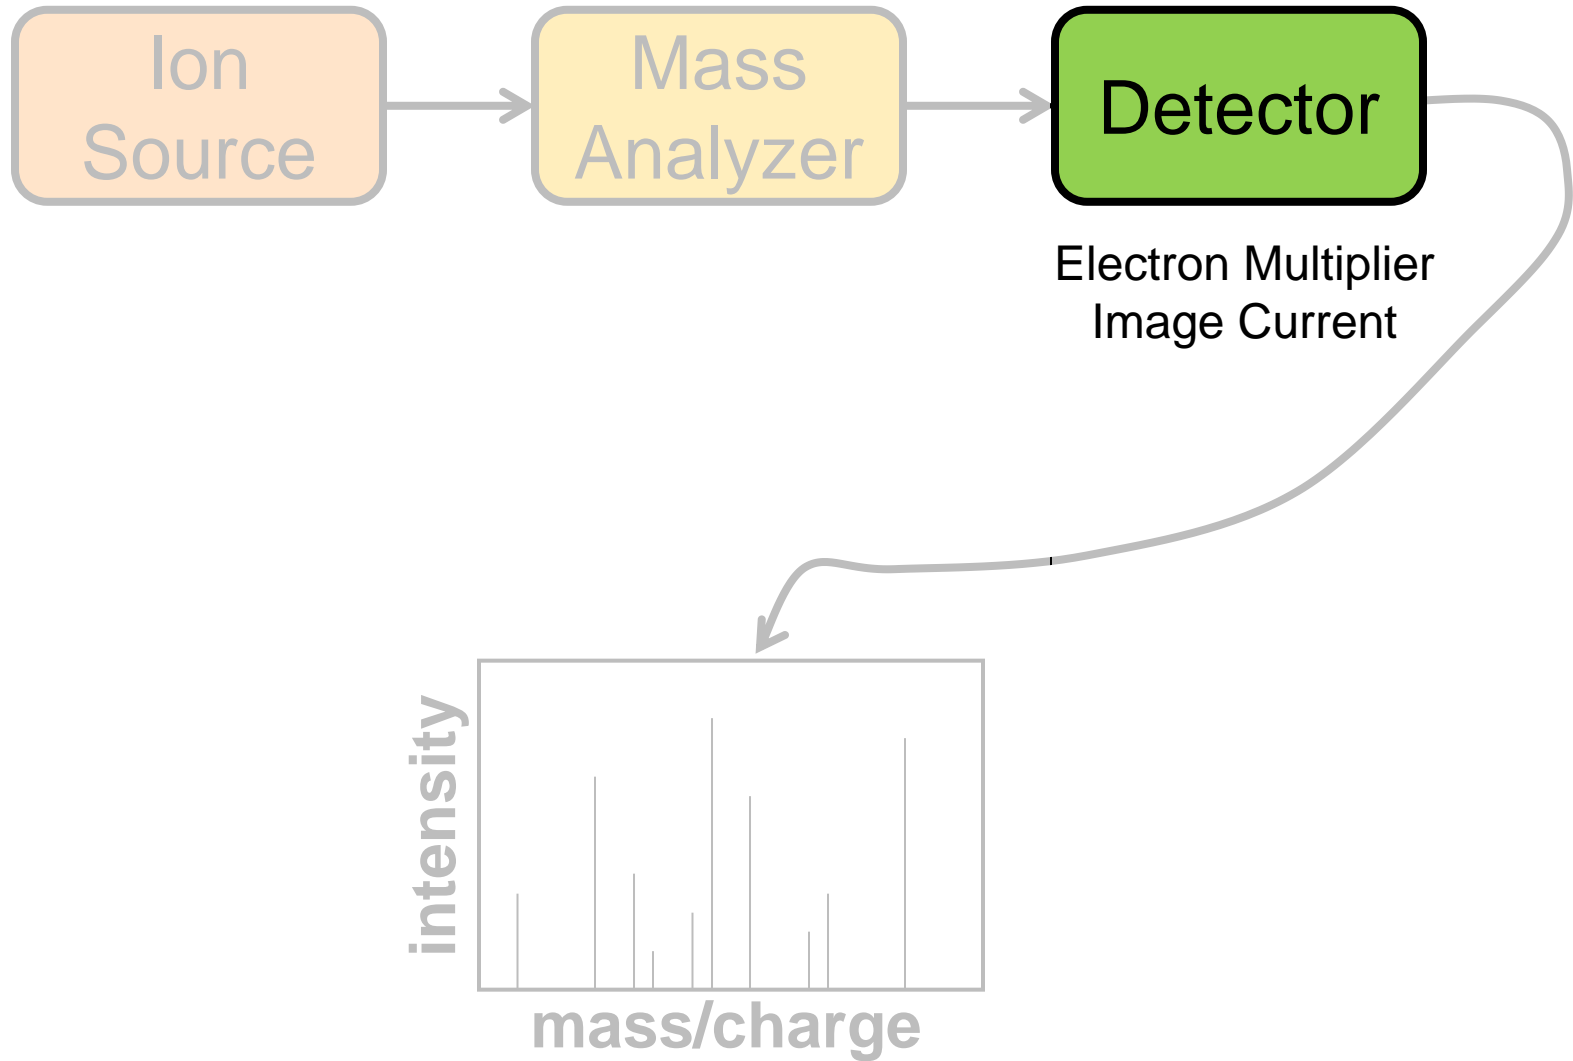 Ion
Source
Mass
Analyzer
Detector
Electron Multiplier
Image Current
intensity
mass/charge